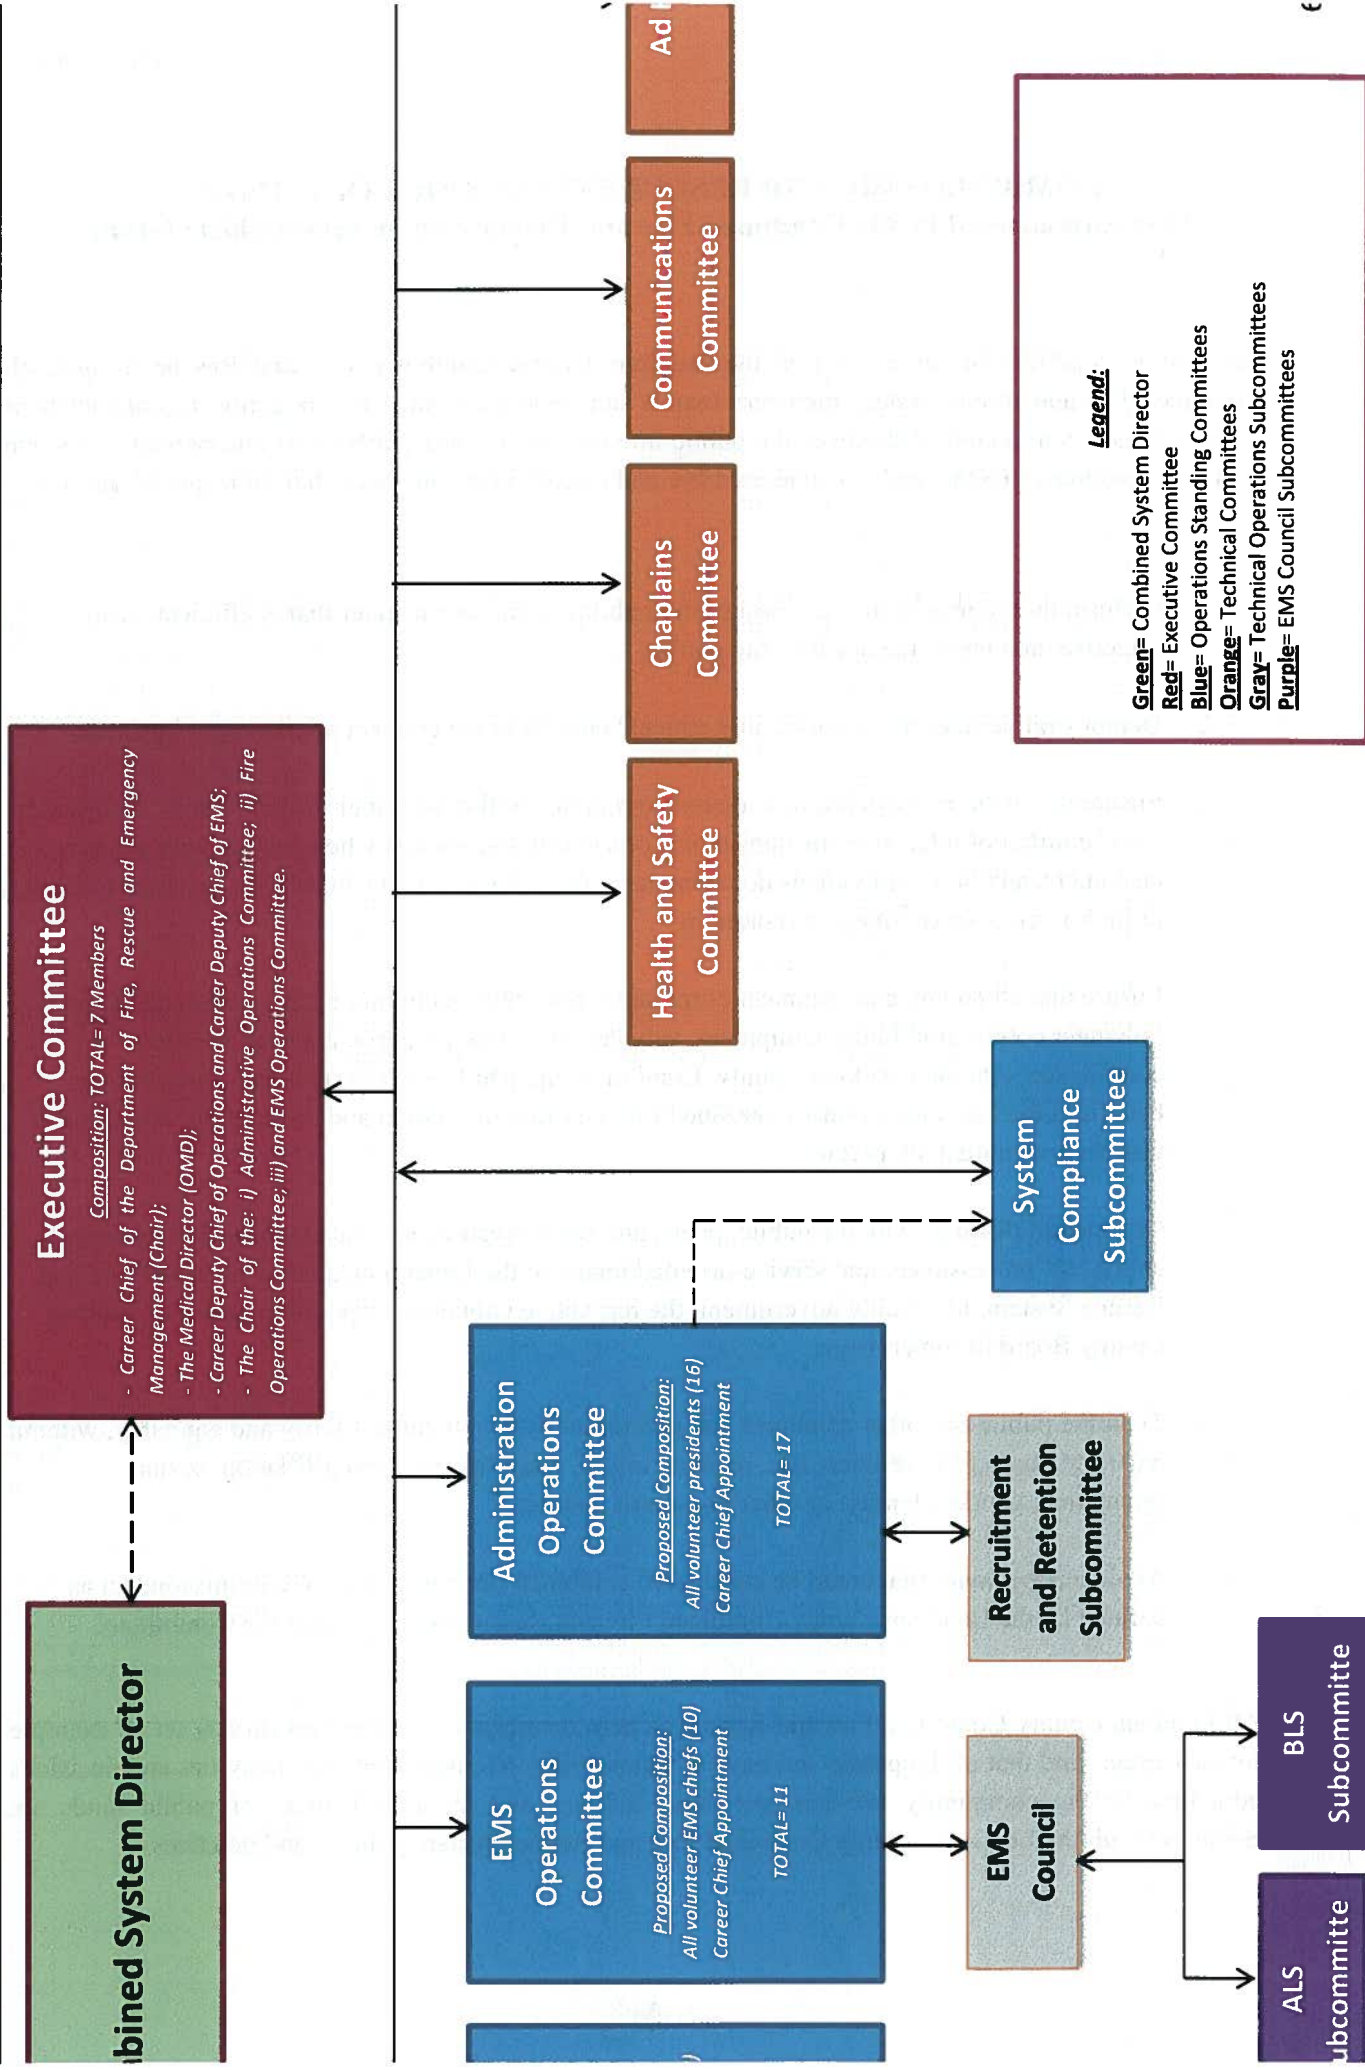 bined System Director
Executive Committee
Composition: TOTAL= 7 Members
- Career Chief of the Department of Fire, Rescue and Emergency
Management (Chair);
- The Medical Director (OMD);
- Career Deputy Chief of Operations and Career Deputy Chief of EMS;
- The Chair of the: i) Administrative Operations Committee; ii) Fire
Operations Committee; iii) and EMS Operations Committee.
)
EMS
Operations
Committee
Proposed Composition:
All volunteer EMS chiefs (10)
Career Chief Appointment
TOTAL= 11
Administration
Operations
Committee
Proposed Composition:
All volunteer presidents (16)
Career Chief Appointment
TOTAL= 17
Health and Safety
Committee
Chaplains
Committee
Communications
Committee
Ad
EMS
Council
Recruitment
and Retention
Subcommittee
System
Compliance
Subcommittee
ALS
ubcommitte
BLS
Subcommitte
Legend:
Green= Combined System Director
Red= Executive Committee
Blue= Operations Standing Committees
Orange= Technical Committees
Gray= Technical Operations Subcommittees
Purple= EMS Council Subcommittees